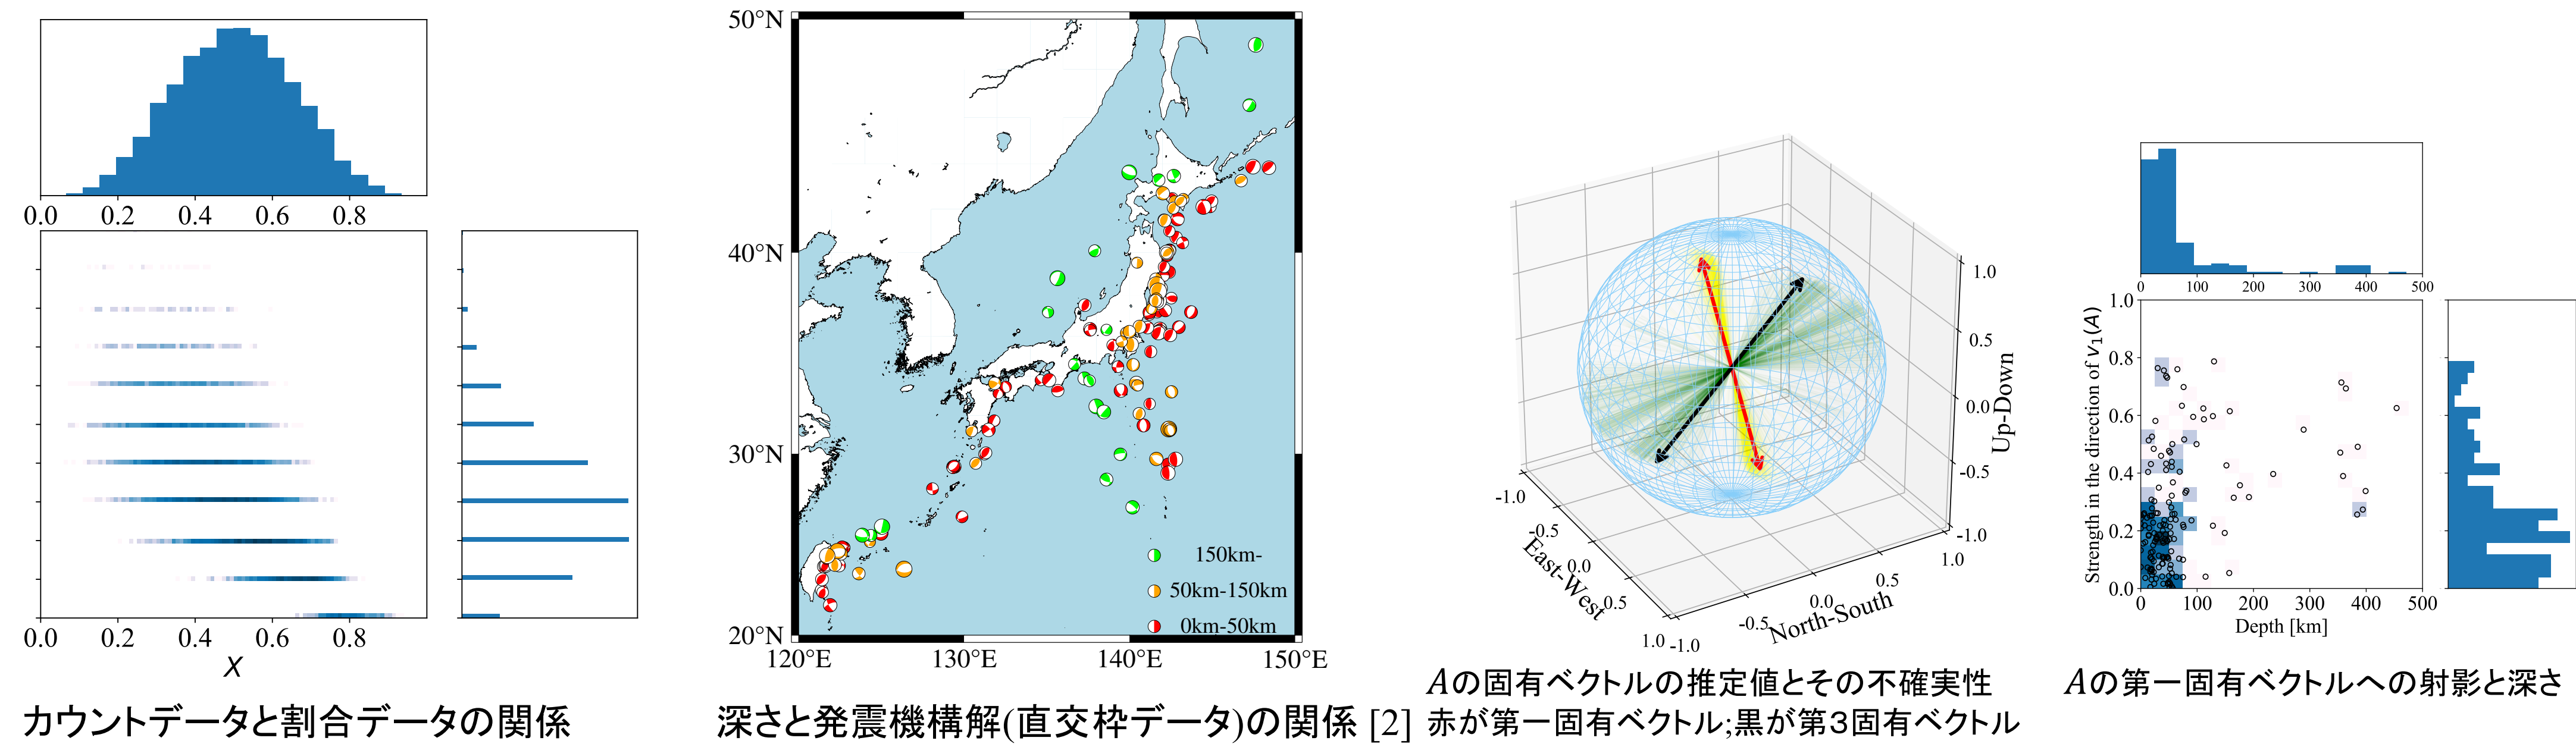 0.0 0.2 0.4 0.6 0.8
0.0 0.2 0.4 0.6 0.8
X
カウントデータと割合データの関係
50°N
40°N
30°N
20°N
120°E 130°E 140°E 150°E
150km-
50km-150km
0km-50km
深さと発震機構解(直交枠データ)の関係 [2]
1.0
0.5
0.0
-0.5
-1.0
Up-Down
-1.0
-0.5
0.0
0.5
1.0
East-West
-1.0
-0.5
0.0
0.5
1.0
North-South
Aの固有ベクトルの推定値とその不確実性
赤が第一固有ベクトル;黒が第3固有ベクトル
0 100 200 300 400 500
1.0
0.8
0.6
0.4
0.2
0.0
Strength in the direction of v₁(A)
0 100 200 300 400 500
Depth [km]
Aの第一固有ベクトルへの射影と深さ